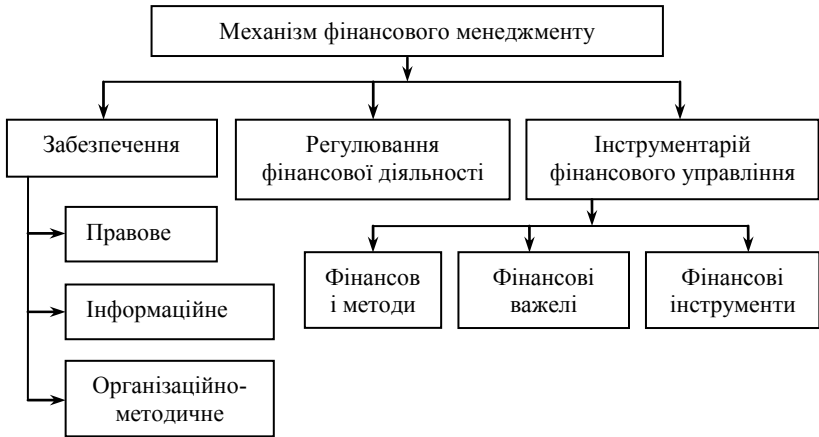 Механізм фінансового менеджменту
Забезпечення
Регулювання
фінансової діяльності
Інструментарій
фінансового управління
Правове
Інформаційне
Організаційно-
методичне
Фінансов
і методи
Фінансові
важелі
Фінансові
інструменти